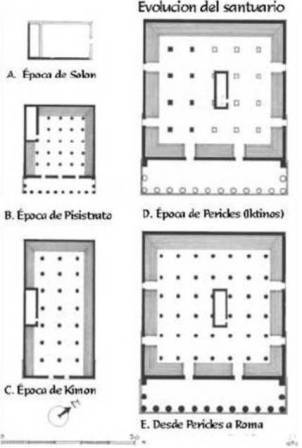 Evolucion del santuario
A. Época de Solon
B. Época de Pisistrato
D. Época de Pericles (Iktinos)
C. Época de Kimon
E. Desde Pericles a Roma